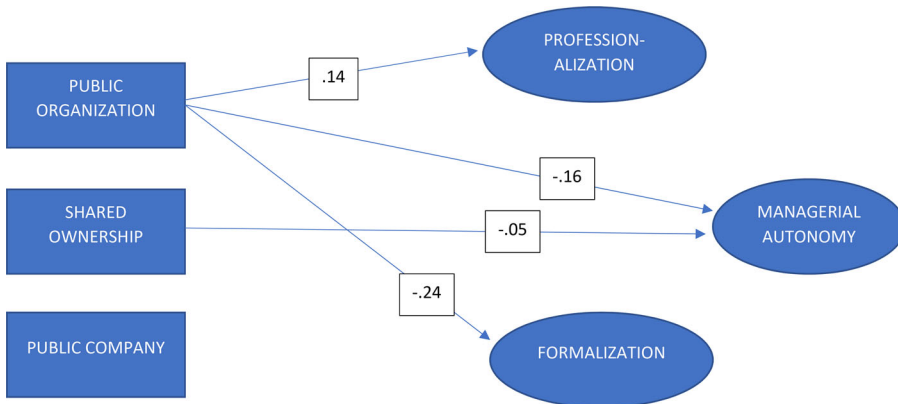 PROFESSION-
ALIZATION
.14
PUBLIC
ORGANIZATION
-.16
SHARED
OWNERSHIP
-.05
MANAGERIAL
AUTONOMY
-.24
PUBLIC COMPANY
FORMALIZATION